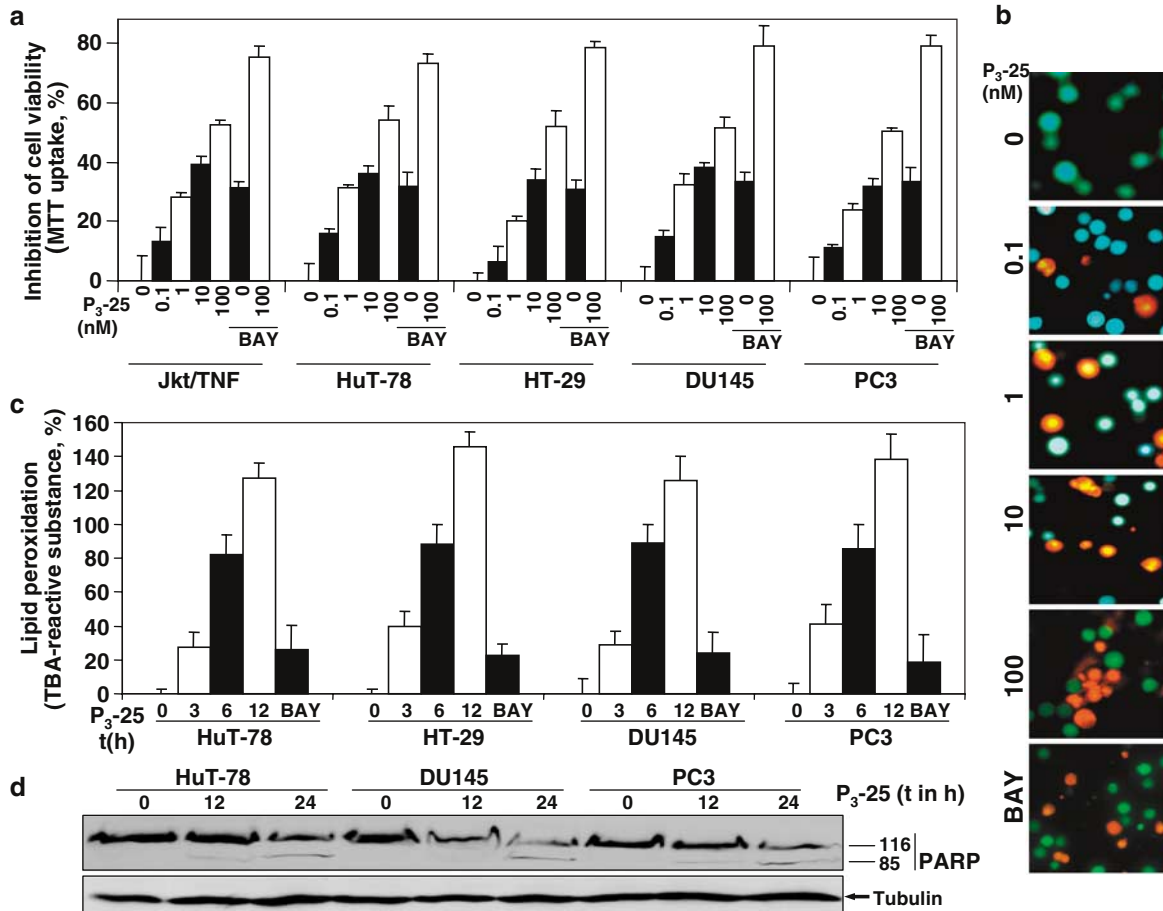 a
Inhibition of cell viability
(MTT uptake, %)
80
60
40
20
0
P3-25
(nM)
0 0.1 1 10 100 0 100
BAY
Jkt/TNF
0 0.1 1 10 100 0 100
BAY
HuT-78
0 0.1 1 10 100 0 100
BAY
HT-29
0 0.1 1 10 100 0 100
BAY
DU145
0 0.1 1 10 100 0 100
BAY
PC3
b
P3-25
(nM)
0
0.1
1
10
100
BAY
c
Lipid peroxidation
(TBA-reactive substance, %)
160
140
120
100
80
60
40
20
0
P3-25
t(h)
0 3 6 12 BAY
HuT-78
0 3 6 12 BAY
HT-29
0 3 6 12 BAY
DU145
0 3 6 12 BAY
PC3
d
HuT-78 DU145 PC3
0 12 24 0 12 24 0 12 24 P3-25 (t in h)
116
85
PARP
Tubulin